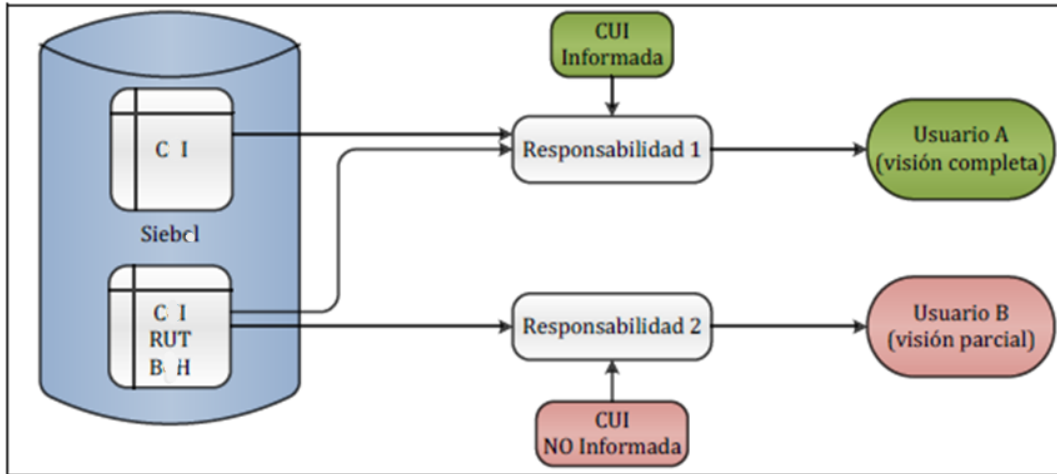 CUI
Informada
C I
Responsabilidad 1
Usuario A
(visión completa)
C I
RUT
Responsabilidad 2
Usuario B
(visión parcial)
CUI
NO Informada